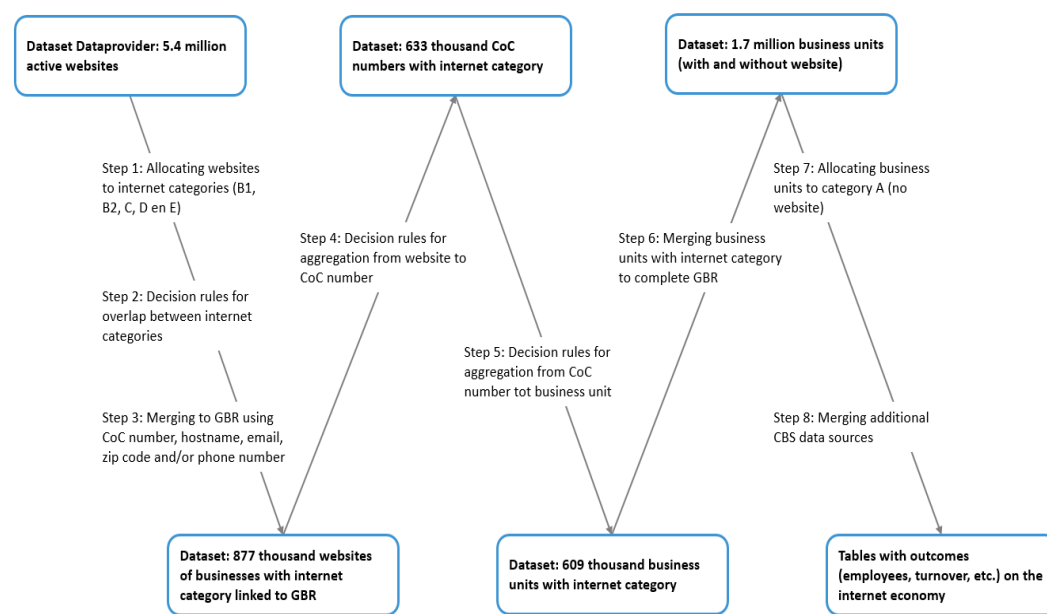 Dataset Dataprovider: 5.4 million
active websites
Dataset: 633 thousand CoC
numbers with internet category
Dataset: 1.7 million business units
(with and without website)
Step 1: Allocating websites
to internet categories (B1,
B2, C, D en E)
Step 7: Allocating business
units to category A (no
website)
Step 4: Decision rules for
aggregation from website to
CoC number
Step 6: Merging business
units with internet category
to complete GBR
Step 2: Decision rules for
overlap between internet
categories
Step 5: Decision rules for
aggregation from CoC
number tot business unit
Step 3: Merging to GBR using
CoC number, hostname, email,
zip code and/or phone number
Step 8: Merging additional
CBS data sources
Dataset: 877 thousand websites
of businesses with internet
category linked to GBR
Dataset: 609 thousand business
units with internet category
Tables with outcomes
(employees, turnover, etc.) on the
internet economy